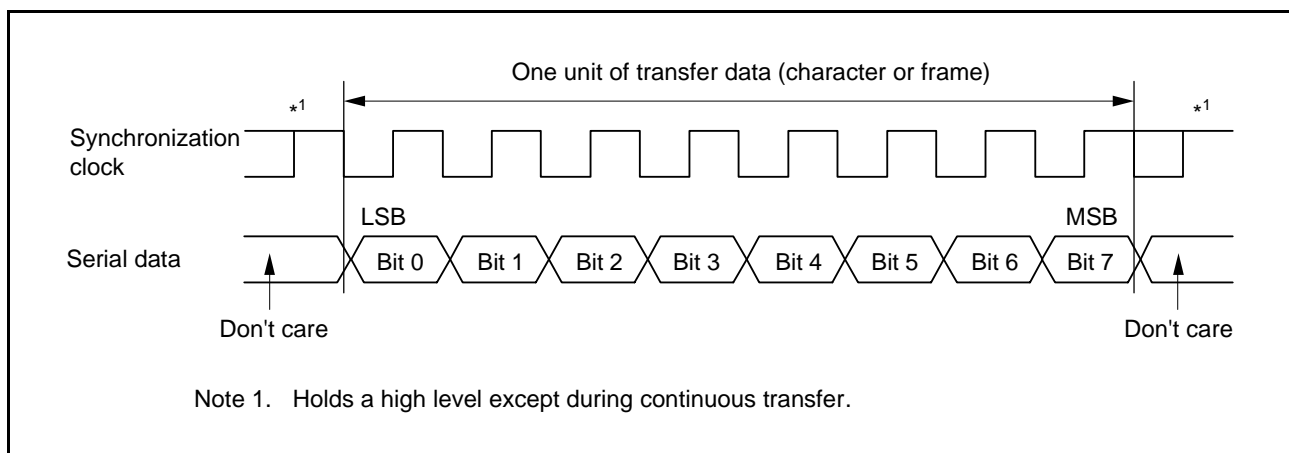 One unit of transfer data (character or frame)
*1 *1
Synchronization
clock
LSB MSB
Serial data Bit 0 Bit 1 Bit 2 Bit 3 Bit 4 Bit 5 Bit 6 Bit 7
Don't care Don't care
Note 1. Holds a high level except during continuous transfer.